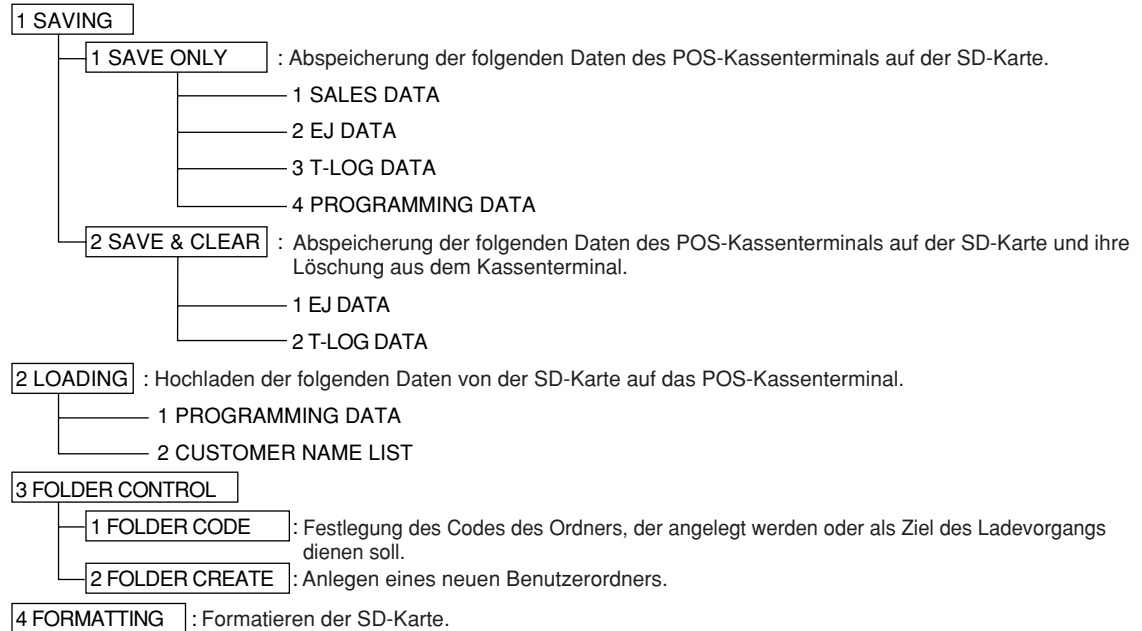 1 SAVING
1 SAVE ONLY : Abspeicherung der folgenden Daten des POS-Kassenterminals auf der SD-Karte.
1 SALES DATA
2 EJ DATA
3 T-LOG DATA
4 PROGRAMMING DATA
2 SAVE & CLEAR : Abspeicherung der folgenden Daten des POS-Kassenterminals auf der SD-Karte und ihre
Löschung aus dem Kassenterminal.
1 EJ DATA
2 T-LOG DATA
2 LOADING : Hochladen der folgenden Daten von der SD-Karte auf das POS-Kassenterminal.
1 PROGRAMMING DATA
2 CUSTOMER NAME LIST
3 FOLDER CONTROL
1 FOLDER CODE : Festlegung des Codes des Ordners, der angelegt werden oder als Ziel des Ladevorgangs
dienen soll.
2 FOLDER CREATE : Anlegen eines neuen Benutzerordners.
4 FORMATTING : Formatieren der SD-Karte.